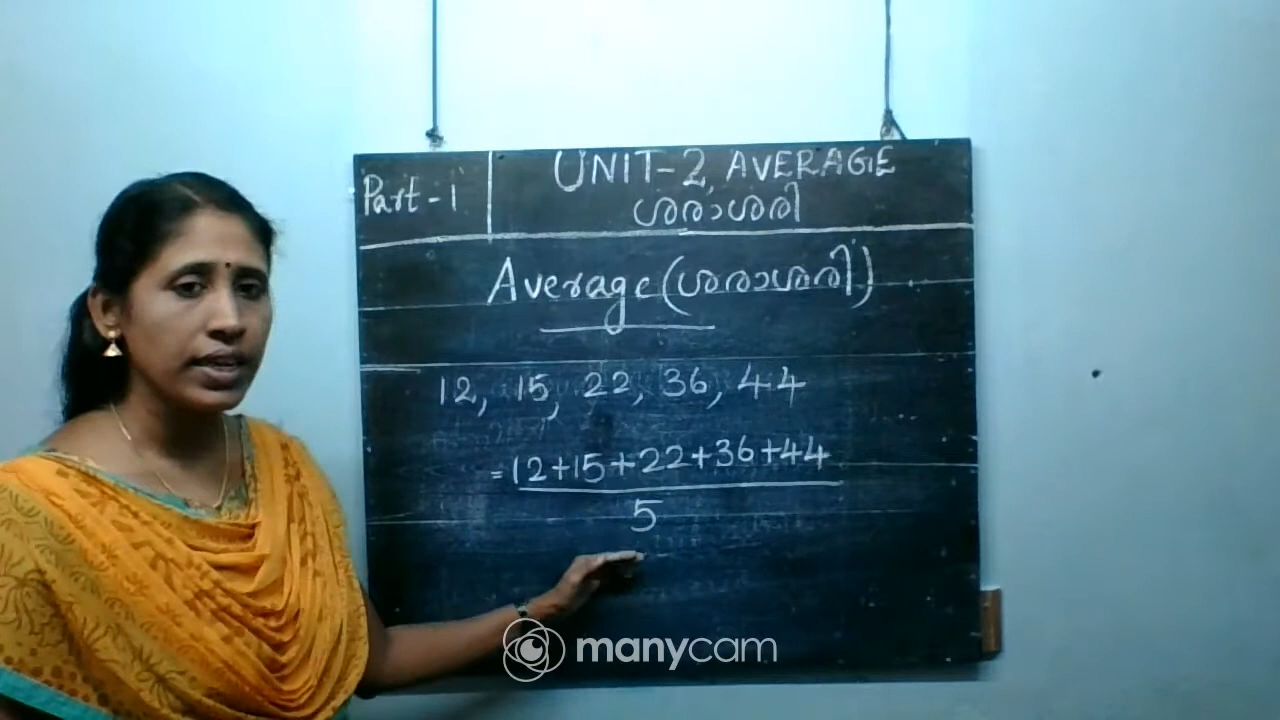 Part - 1
UNIT-2, AVERAGE
ശരാശരി
Average (ശരാശരി)
12, 15, 22, 36, 44
= 12+15+22+36+44
5
manycam